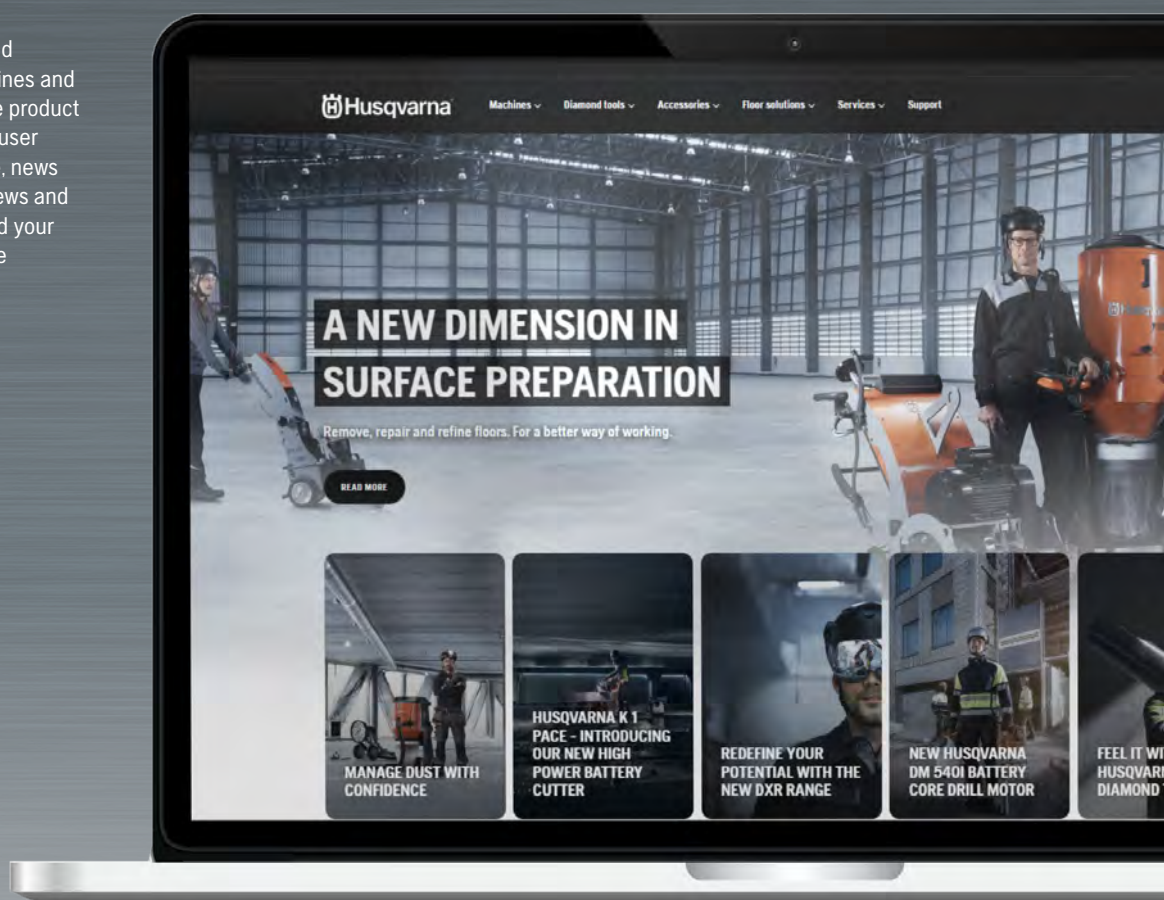 d
ines and
e product
user
, news
ews and
d your
e
Husqvarna
Machines
Diamond tools
Accessories
Floor solutions
Services
Support
A NEW DIMENSION IN
SURFACE PREPARATION
Remove, repair and refine floors. For a better way of working.
READ MORE
MANAGE DUST WITH
CONFIDENCE
HUSQVARNA K 1
PACE - INTRODUCING
OUR NEW HIGH
POWER BATTERY
CUTTER
REDEFINE YOUR
POTENTIAL WITH THE
NEW DXR RANGE
NEW HUSQVARNA
DM 540I BATTERY
CORE DRILL MOTOR
FEEL IT WI
HUSQVAR
DIAMOND